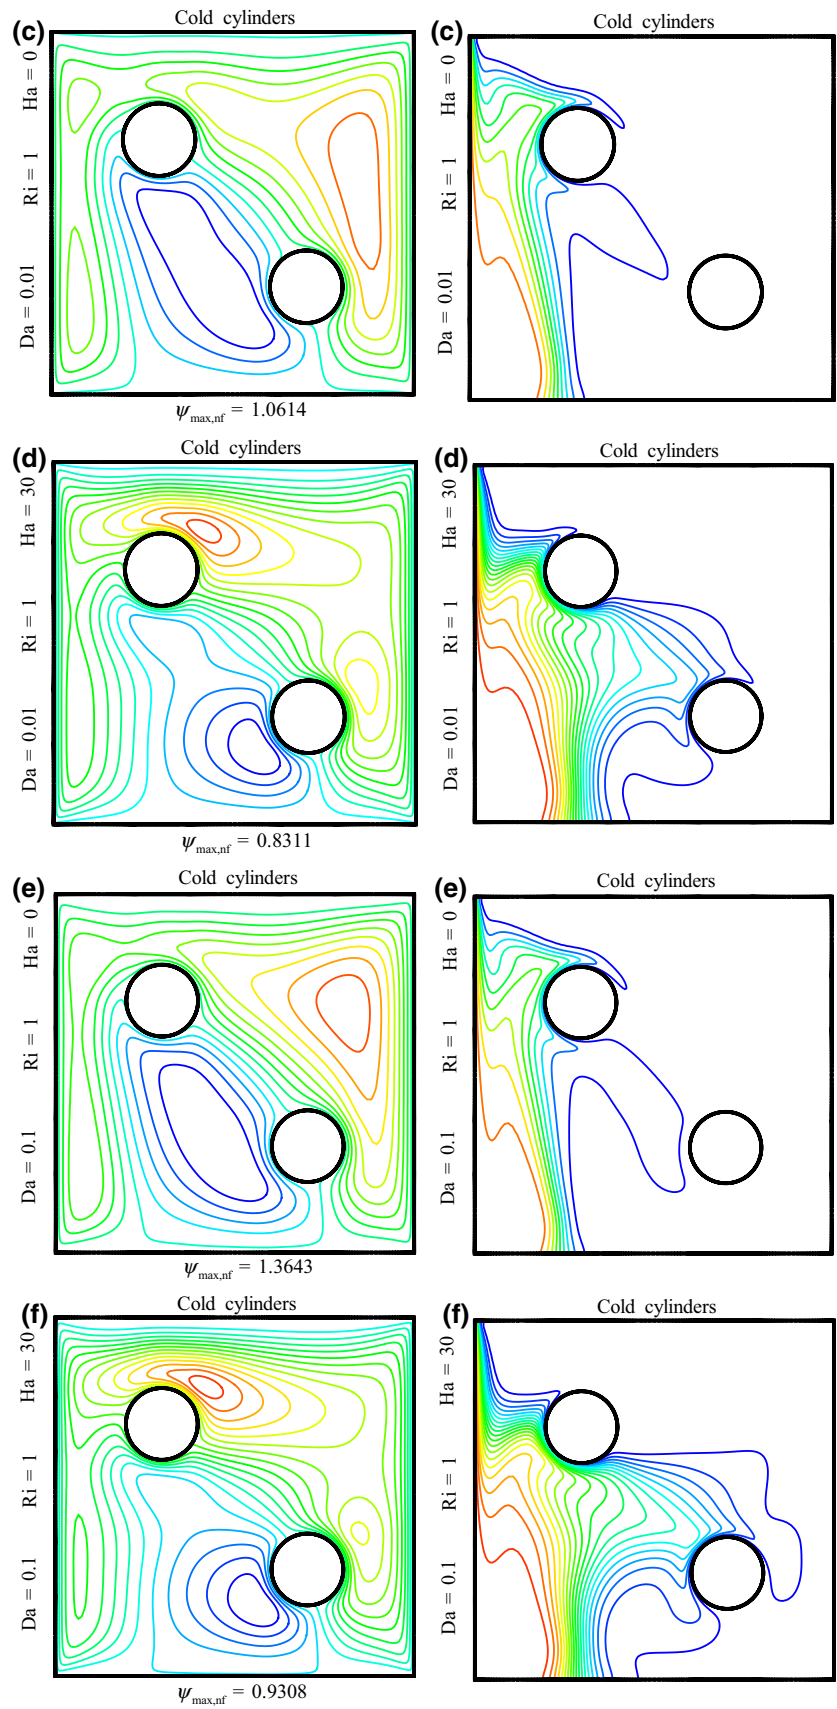 (c)
Cold cylinders
Ha = 0
Ri = 1
Da = 0.01
ψmax,nf = 1.0614
(c)
Cold cylinders
Ha = 0
Ri = 1
Da = 0.01
(d)
Cold cylinders
Ha = 30
Ri = 1
Da = 0.01
ψmax,nf = 0.8311
(d)
Cold cylinders
Ha = 30
Ri = 1
Da = 0.01
(e)
Cold cylinders
Ha = 0
Ri = 1
Da = 0.1
ψmax,nf = 1.3643
(e)
Cold cylinders
Ha = 0
Ri = 1
Da = 0.1
(f)
Cold cylinders
Ha = 30
Ri = 1
Da = 0.1
ψmax,nf = 0.9308
(f)
Cold cylinders
Ha = 30
Ri = 1
Da = 0.1